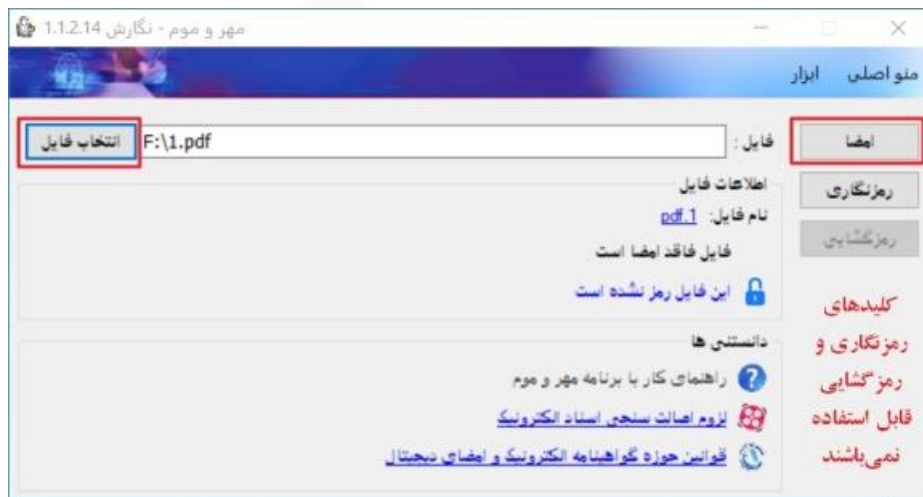 مهر و موم - نگارش 1.1.2.14
منو اصلی   ابزار
امضا
فایل :
F:\1.pdf
انتخاب فایل
رمزنگاری
رمزگشایی
اطلاعات فایل
نام فایل: pdf.1
فایل فاقد امضا است
این فایل رمز نشده است
کلیدهای
رمزنگاری و
رمزگشایی
قابل استفاده
نمی‌باشند
دانستنی ها
راهنمای کار با برنامه مهر و موم
لزوم اصالت سنجی اسناد الکترونیک
قوانین حوزه گواهینامه الکترونیک و امضای دیجیتال